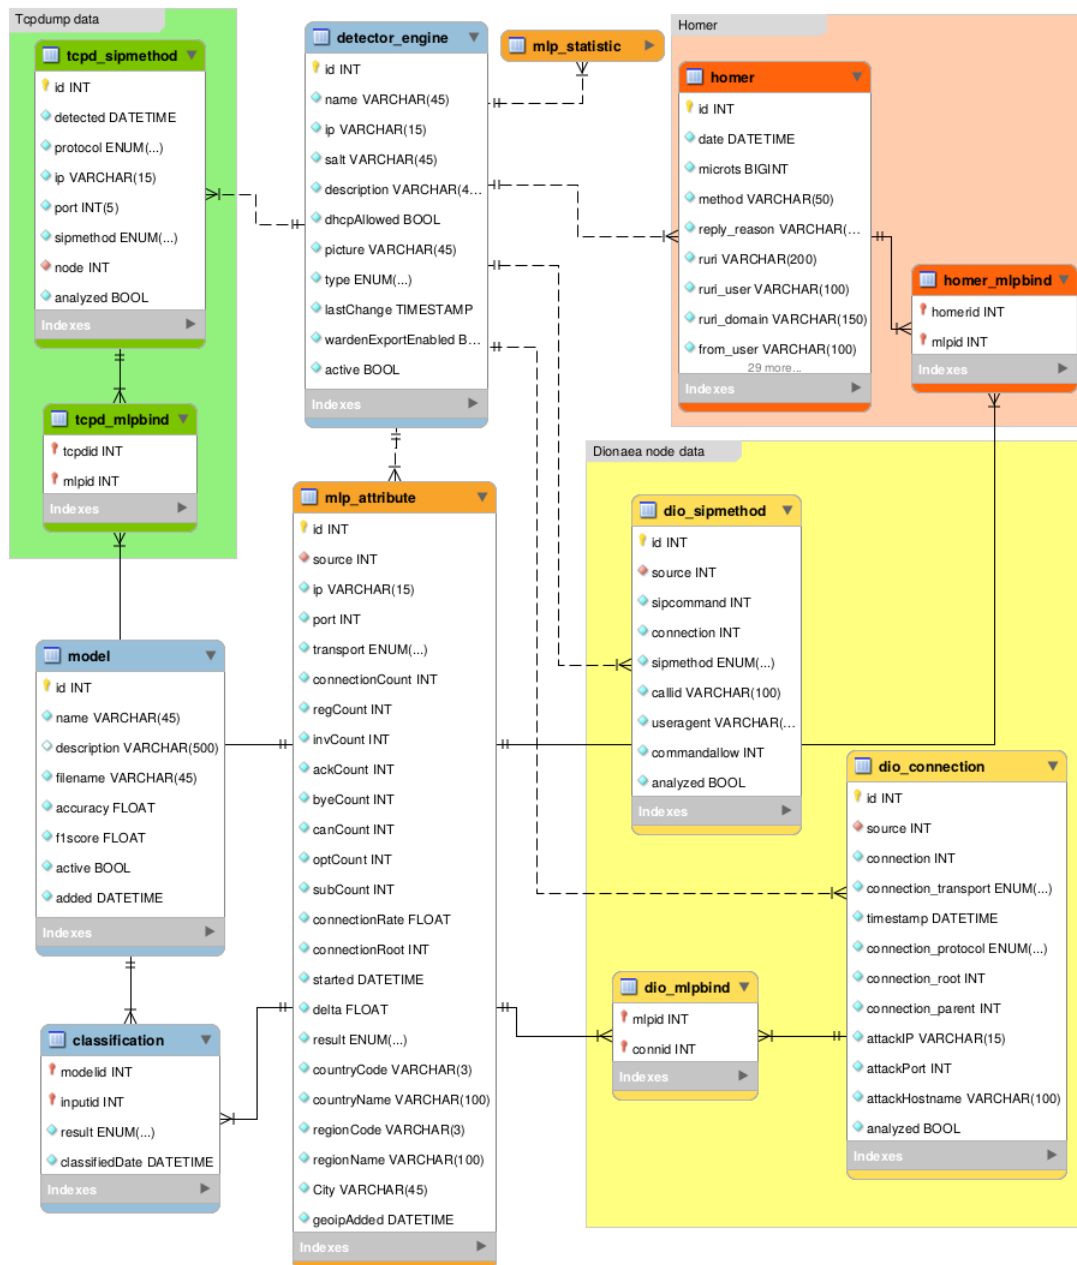 Tcpdump data
tcpd_sipmethod
id INT
detected DATETIME
protocol ENUM(...)
ip VARCHAR(15)
port INT(5)
sipmethod ENUM(...)
node INT
analyzed BOOL
Indexes
tcpd_mlpbind
tcpdid INT
mlpid INT
Indexes
detector_engine
id INT
name VARCHAR(45)
ip VARCHAR(15)
salt VARCHAR(45)
description VARCHAR(4...
dhcpAllowed BOOL
picture VARCHAR(45)
type ENUM(...)
lastChange TIMESTAMP
wardenExportEnabled B...
active BOOL
Indexes
mlp_statistic
Homer
homer
id INT
date DATETIME
microts BIGINT
method VARCHAR(50)
reply_reason VARCHAR(...
ruri VARCHAR(200)
ruri_user VARCHAR(100)
ruri_domain VARCHAR(150)
from_user VARCHAR(100)
29 more...
Indexes
homer_mlpbind
homerid INT
mlpid INT
Indexes
model
id INT
name VARCHAR(45)
description VARCHAR(500)
filename VARCHAR(45)
accuracy FLOAT
f1score FLOAT
active BOOL
added DATETIME
Indexes
classification
modelid INT
inputid INT
result ENUM(...)
classifiedDate DATETIME
Indexes
mlp_attribute
id INT
source INT
ip VARCHAR(15)
port INT
transport ENUM(...)
connectionCount INT
regCount INT
invCount INT
ackCount INT
byeCount INT
canCount INT
optCount INT
subCount INT
connectionRate FLOAT
connectionRoot INT
started DATETIME
delta FLOAT
result ENUM(...)
countryCode VARCHAR(3)
countryName VARCHAR(100)
regionCode VARCHAR(3)
regionName VARCHAR(100)
City VARCHAR(45)
geoipAdded DATETIME
Indexes
Dionaea node data
dio_sipmethod
id INT
source INT
sipcommand INT
connection INT
sipmethod ENUM(...)
callid VARCHAR(100)
useragent VARCHAR(...
commandallow INT
analyzed BOOL
Indexes
dio_mlpbind
mlpid INT
connid INT
Indexes
dio_connection
id INT
source INT
connection INT
connection_transport ENUM(...)
timestamp DATETIME
connection_protocol ENUM(...)
connection_root INT
connection_parent INT
attackIP VARCHAR(15)
attackPort INT
attackHostname VARCHAR(100)
analyzed BOOL
Indexes